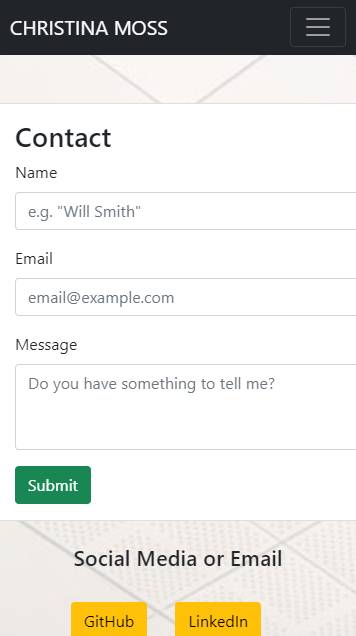 CHRISTINA MOSS
Contact
Name
e.g. "Will Smith"
Email
email@example.com
Message
Do you have something to tell me?
Submit
Social Media or Email
GitHub
LinkedIn